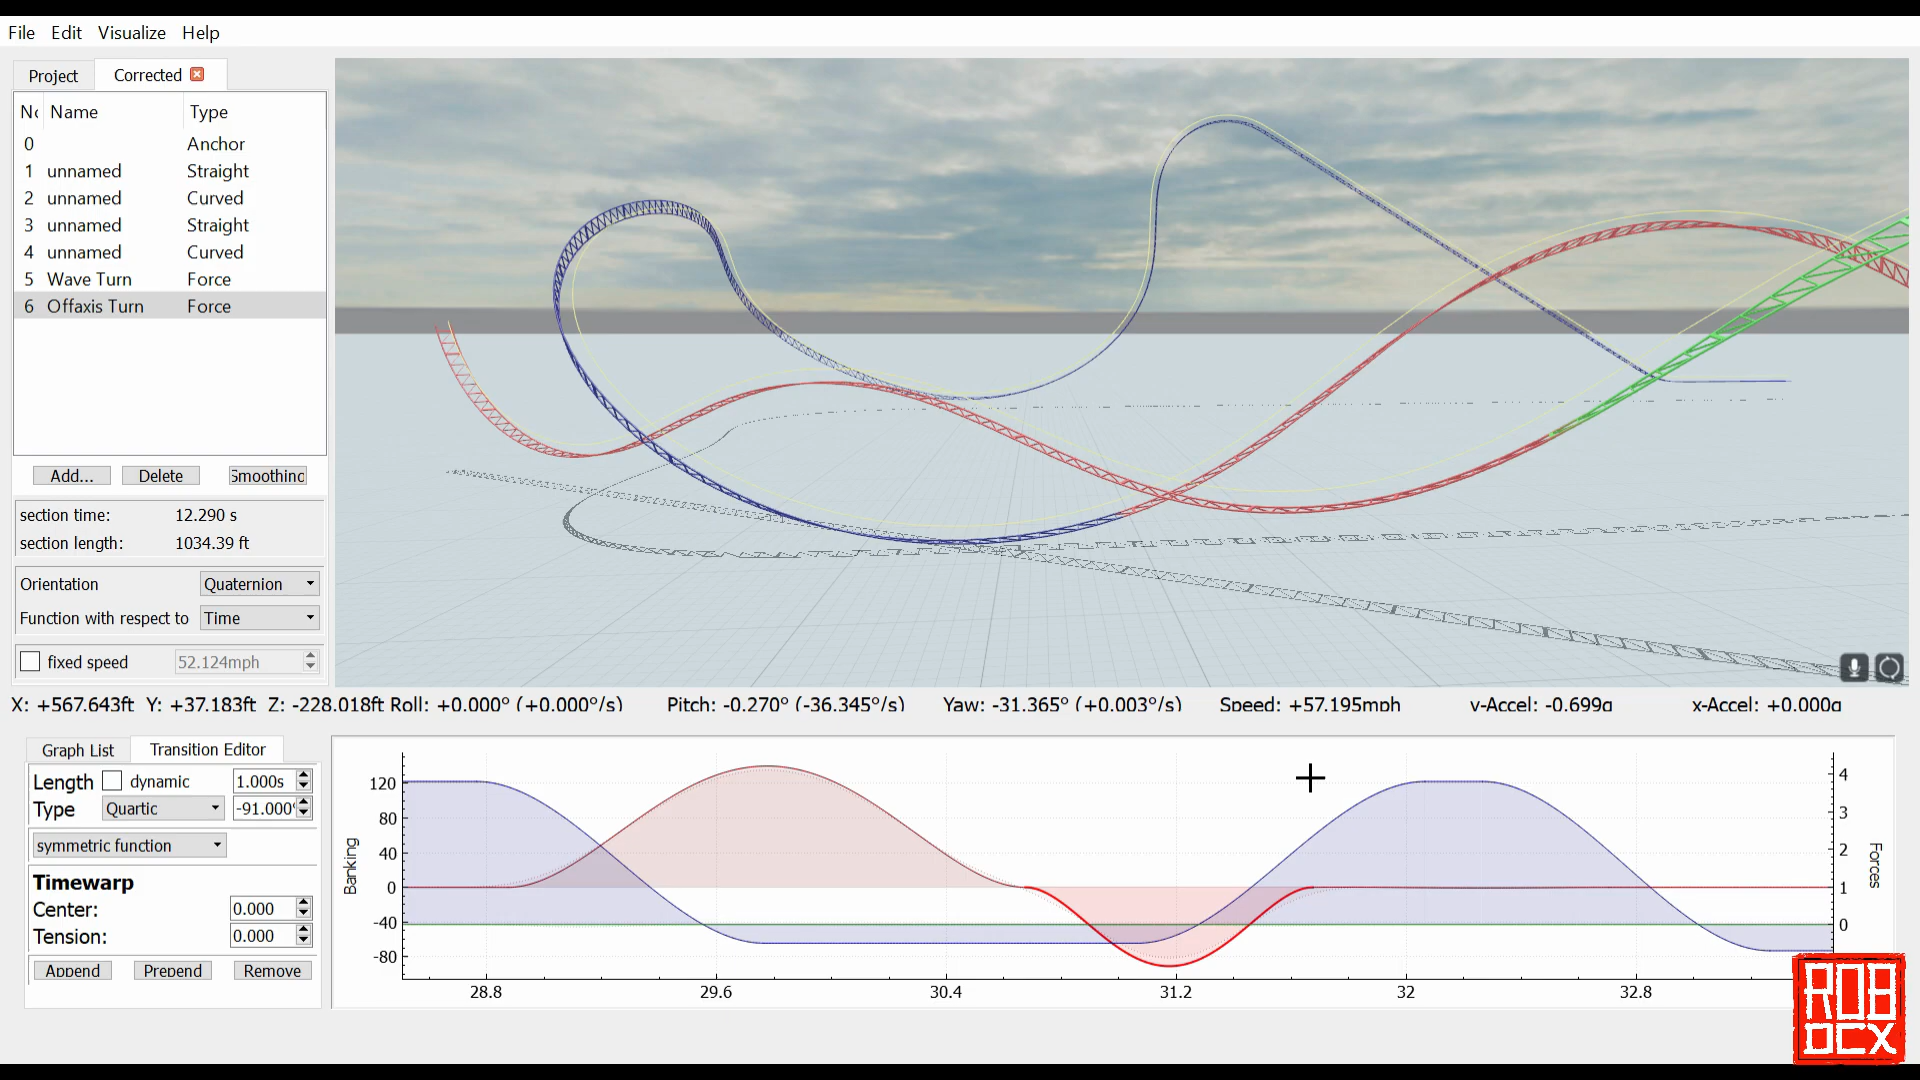 File Edit Visualize Help
Project Corrected
Name Type
0 Anchor
1 unnamed Straight
2 unnamed Curved
3 unnamed Straight
4 unnamed Curved
5 Wave Turn Force
6 Offaxis Turn Force
Add... Delete Smoothing
section time: 12.290 s
section length: 1034.39 ft
Orientation Quaternion
Function with respect to Time
fixed speed 52.124mph
X: +567.643ft Y: +37.183ft Z: -228.018ft Roll: +0.000° (+0.000°/s) Pitch: -0.270° (-36.345°/s) Yaw: -31.365° (+0.003°/s) Speed: +57.195mph y-Accel: -0.699g x-Accel: +0.000g
Graph List Transition Editor
Length dynamic 1.000s
Type Quartic -91.000°
symmetric function
Timewarp
Center: 0.000
Tension: 0.000
Append Prepend Remove
Banking
120
80
40
0
-40
-80
28.8 29.6 30.4 31.2 32 32.8
4
3
2
1
0
Forces